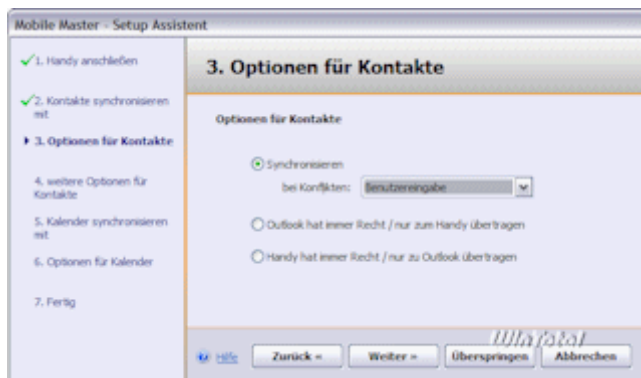 Mobile Master - Setup Assistent
1. Handy anschließen
2. Kontakte synchronisieren
mit
3. Optionen für Kontakte
4. weitere Optionen für
Kontakte
5. Kalender synchronisieren
mit
6. Optionen für Kalender
7. Fertig
3. Optionen für Kontakte
Optionen für Kontakte
Synchronisieren
bei Konflikten: Benutzereingabe
Outlook hat immer Recht / nur zum Handy übertragen
Handy hat immer Recht / nur zu Outlook übertragen
WinTotal
Hilfe Zurück « Weiter » Überspringen Abbrechen